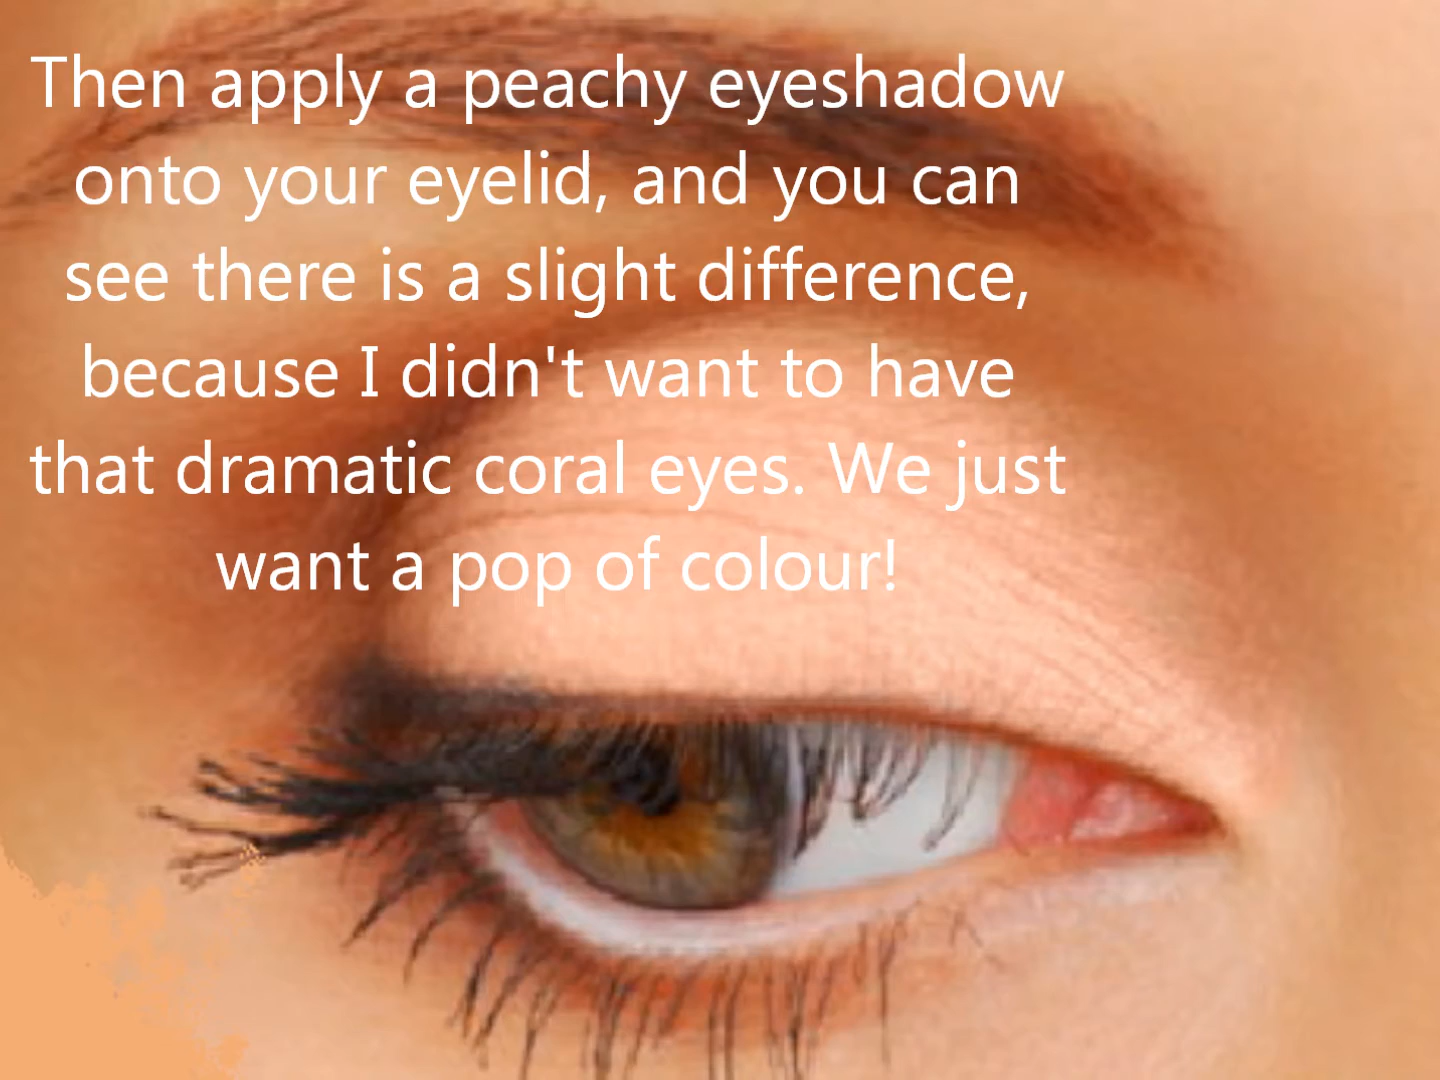 Then apply a peachy eyeshadow
onto your eyelid, and you can
see there is a slight difference,
because I didn't want to have
that dramatic coral eyes. We just
want a pop of colour!